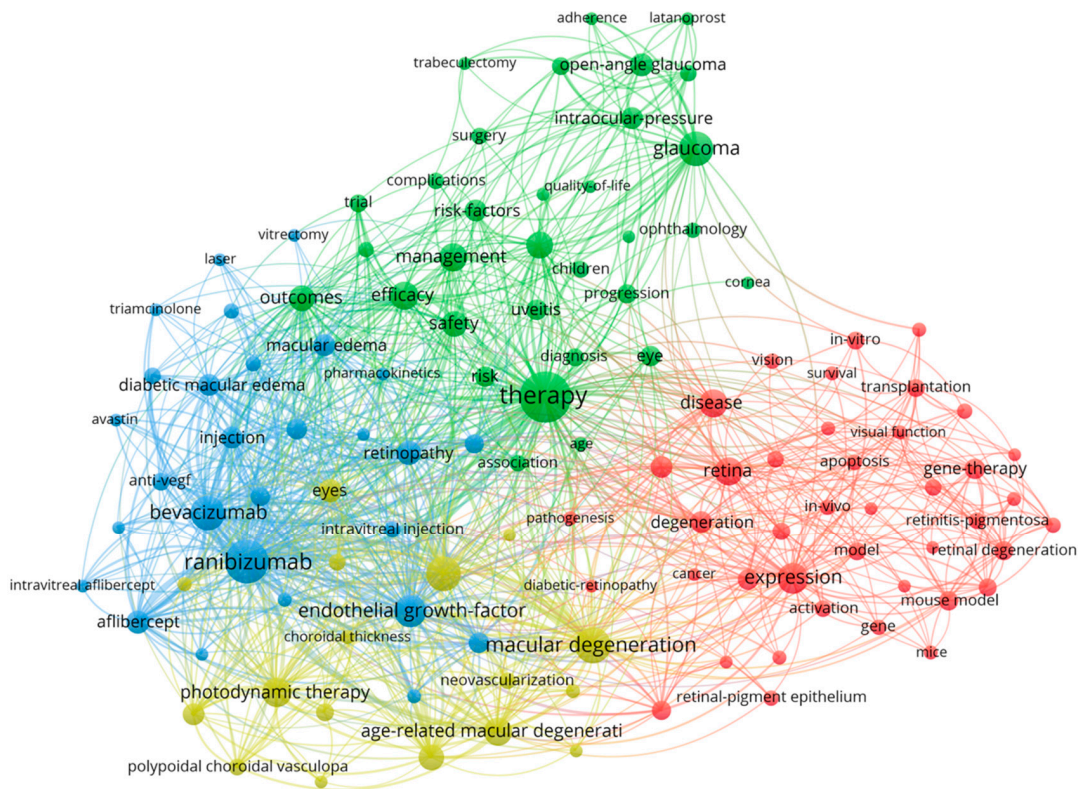 adherence
latanoprost
trabeculectomy
open-angle glaucoma
intraocular-pressure
surgery
glaucoma
complications
quality-of-life
trial
risk-factors
vitrectomy
ophthalmology
laser
management
children
cornea
outcomes
efficacy
progression
triamcinolone
safety
uveitis
macular edema
in-vitro
diagnosis
eye
vision
pharmacokinetics
risk
survival
diabetic macular edema
transplantation
therapy
disease
avastin
injection
visual function
age
retinopathy
association
apoptosis
retina
gene-therapy
anti-vegf
eyes
in-vivo
bevacizumab
pathogenesis
degeneration
retinitis-pigmentosa
intravitreal injection
model
retinal degeneration
ranibizumab
cancer
expression
intravitreal aflibercept
diabetic-retinopathy
mouse model
endothelial growth-factor
activation
aflibercept
gene
choroidal thickness
macular degeneration
mice
neovascularization
photodynamic therapy
retinal-pigment epithelium
age-related macular degenerati
polypoidal choroidal vasculopa